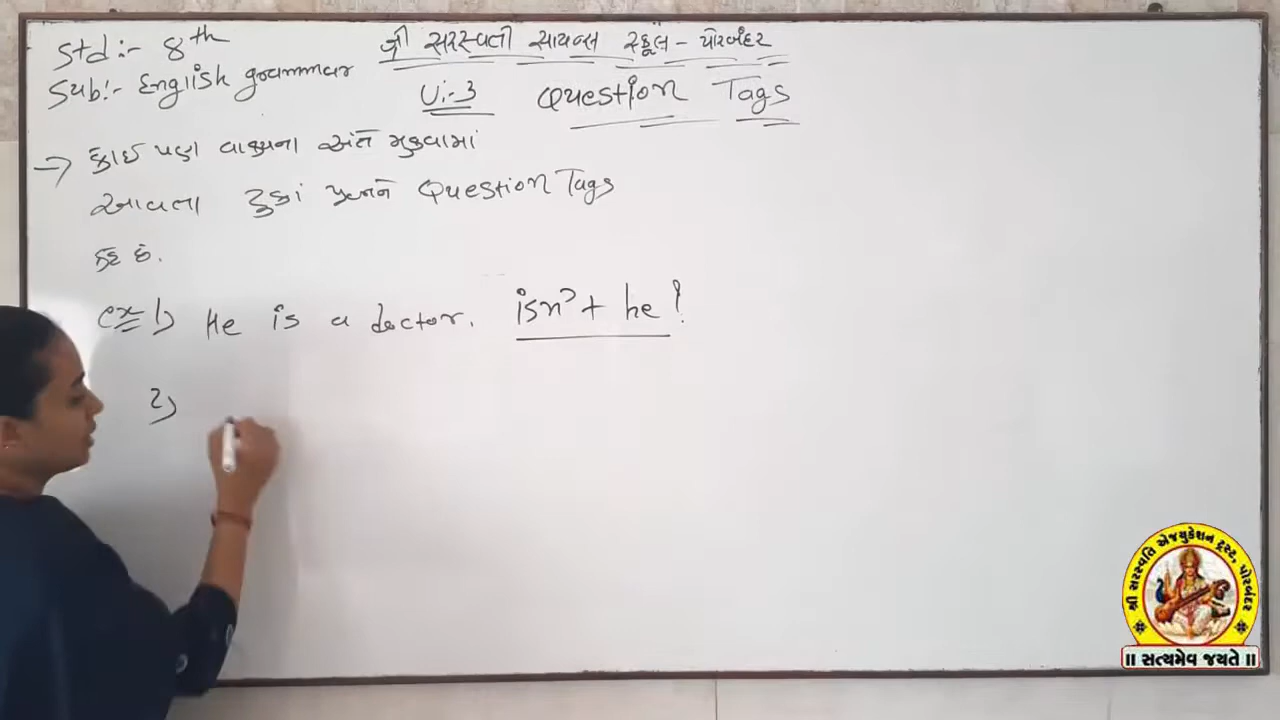 Std:- 8th
શ્રી સરસ્વતી સાયન્સ સ્કૂલ - પોરબંદર
Sub:- English grammar
U:-3 Question Tags
→ કોઈ પણ વાક્યના અંતે મુકવામાં
આવતા ટુકાં પ્રશ્નને Question Tags
કહે છે.
ex 1) He is a doctor. isn't he?
2)
શ્રી સરસ્વતી એજ્યુકેશન ટ્રસ્ટ, પોરબંદર
॥ સત્યમેવ જયતે ॥